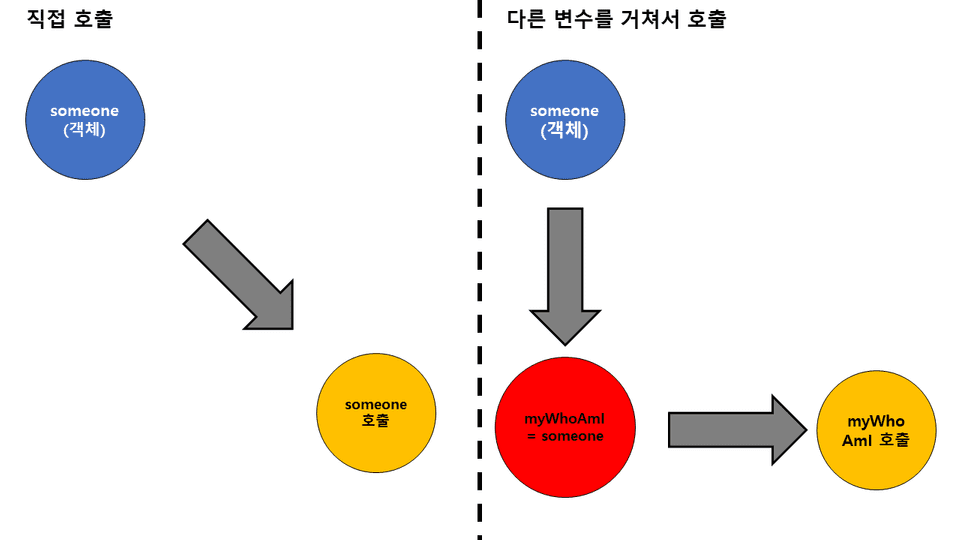 직접 호출
someone
(객체)
someone
호출
다른 변수를 거쳐서 호출
someone
(객체)
myWhoAmI
= someone
myWho
AmI 호출